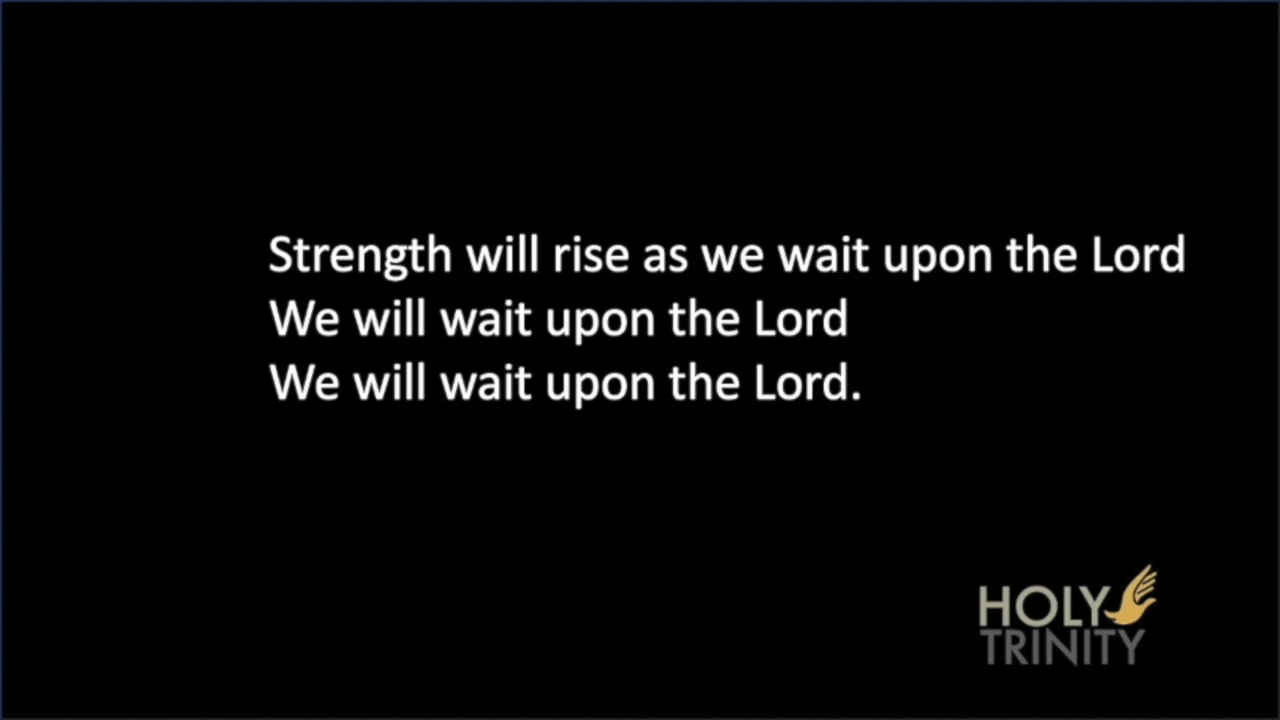 Strength will rise as we wait upon the Lord
We will wait upon the Lord
We will wait upon the Lord.
HOLY
TRINITY